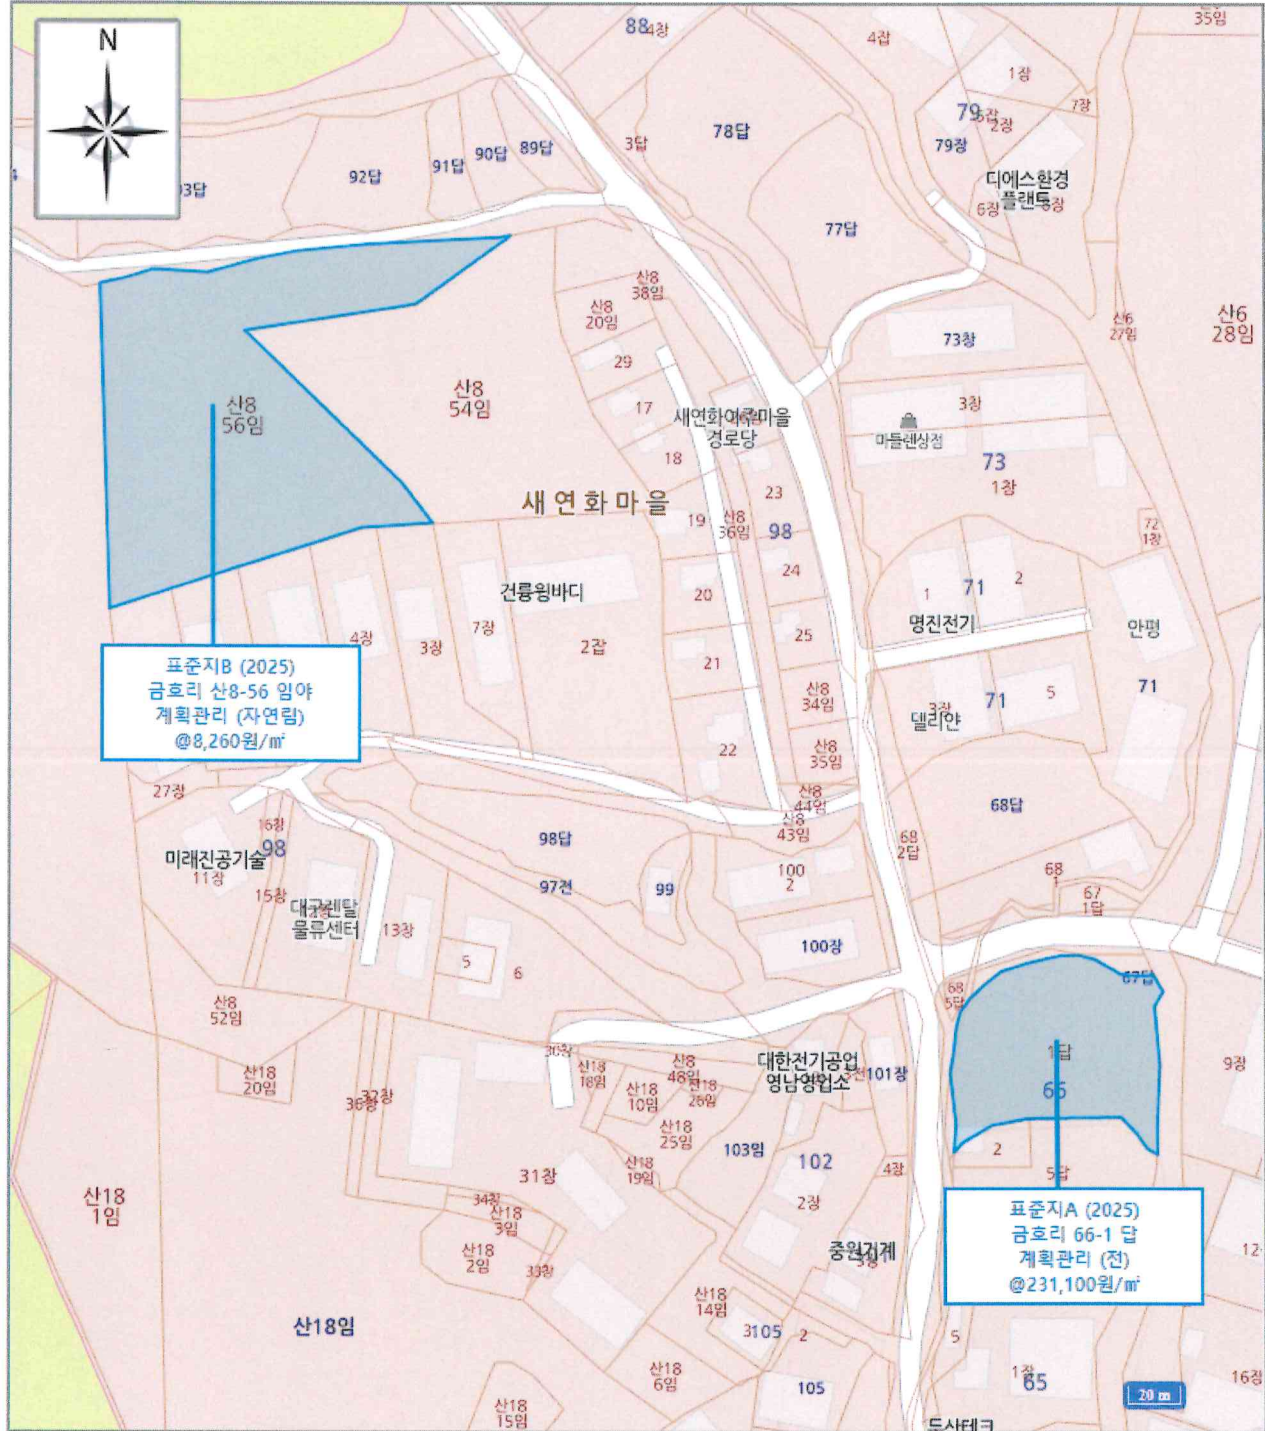 N
88
4창
35임
4잡
1장
79
5잡
2장
7장
79장
3답
78답
89답
90답
91답
92답
디에스환경
플랜트
6장
77답
산8
38임
산8
20임
29
17
18
19
산6
27임
산6
28임
73창
3장
마들렌상점
73
1창
산8
56임
산8
54임
새연화여주마을
경로당
새연화마을
23
산8
36임
98
24
20
25
21
22
산8
34임
산8
35임
72
1창
1
71
2
명진전기
안평
71
71
5
3장
델리얀
건륭윙바디
4장
3장
7장
2잡
표준지B (2025)
금호리 산8-56 임야
계획관리 (자연림)
@8,260원/㎡
27장
16창
98
미래진공기술
11장
15창
대구렌탈
물류센터
13창
98답
97전
99
산8
44임
산8
43임
100
2
100장
68답
68
2답
68
1
67
1답
67답
68
5답
5
6
산8
52임
산18
20임
산18
18임
산18
10임
산8
48임
산18
26임
산18
25임
산18
19임
대한전기공업
영남영업소
101장
103임
102
2장
4장
중원기계
1답
66
2
5답
9장
표준지A (2025)
금호리 66-1 답
계획관리 (전)
@231,100원/㎡
산18
1임
31장
34창
산18
3임
산18
2임
33창
산18임
산18
14임
105
2
산18
6임
105
산18
15임
5
1장
65
16장
20 m
두산테크